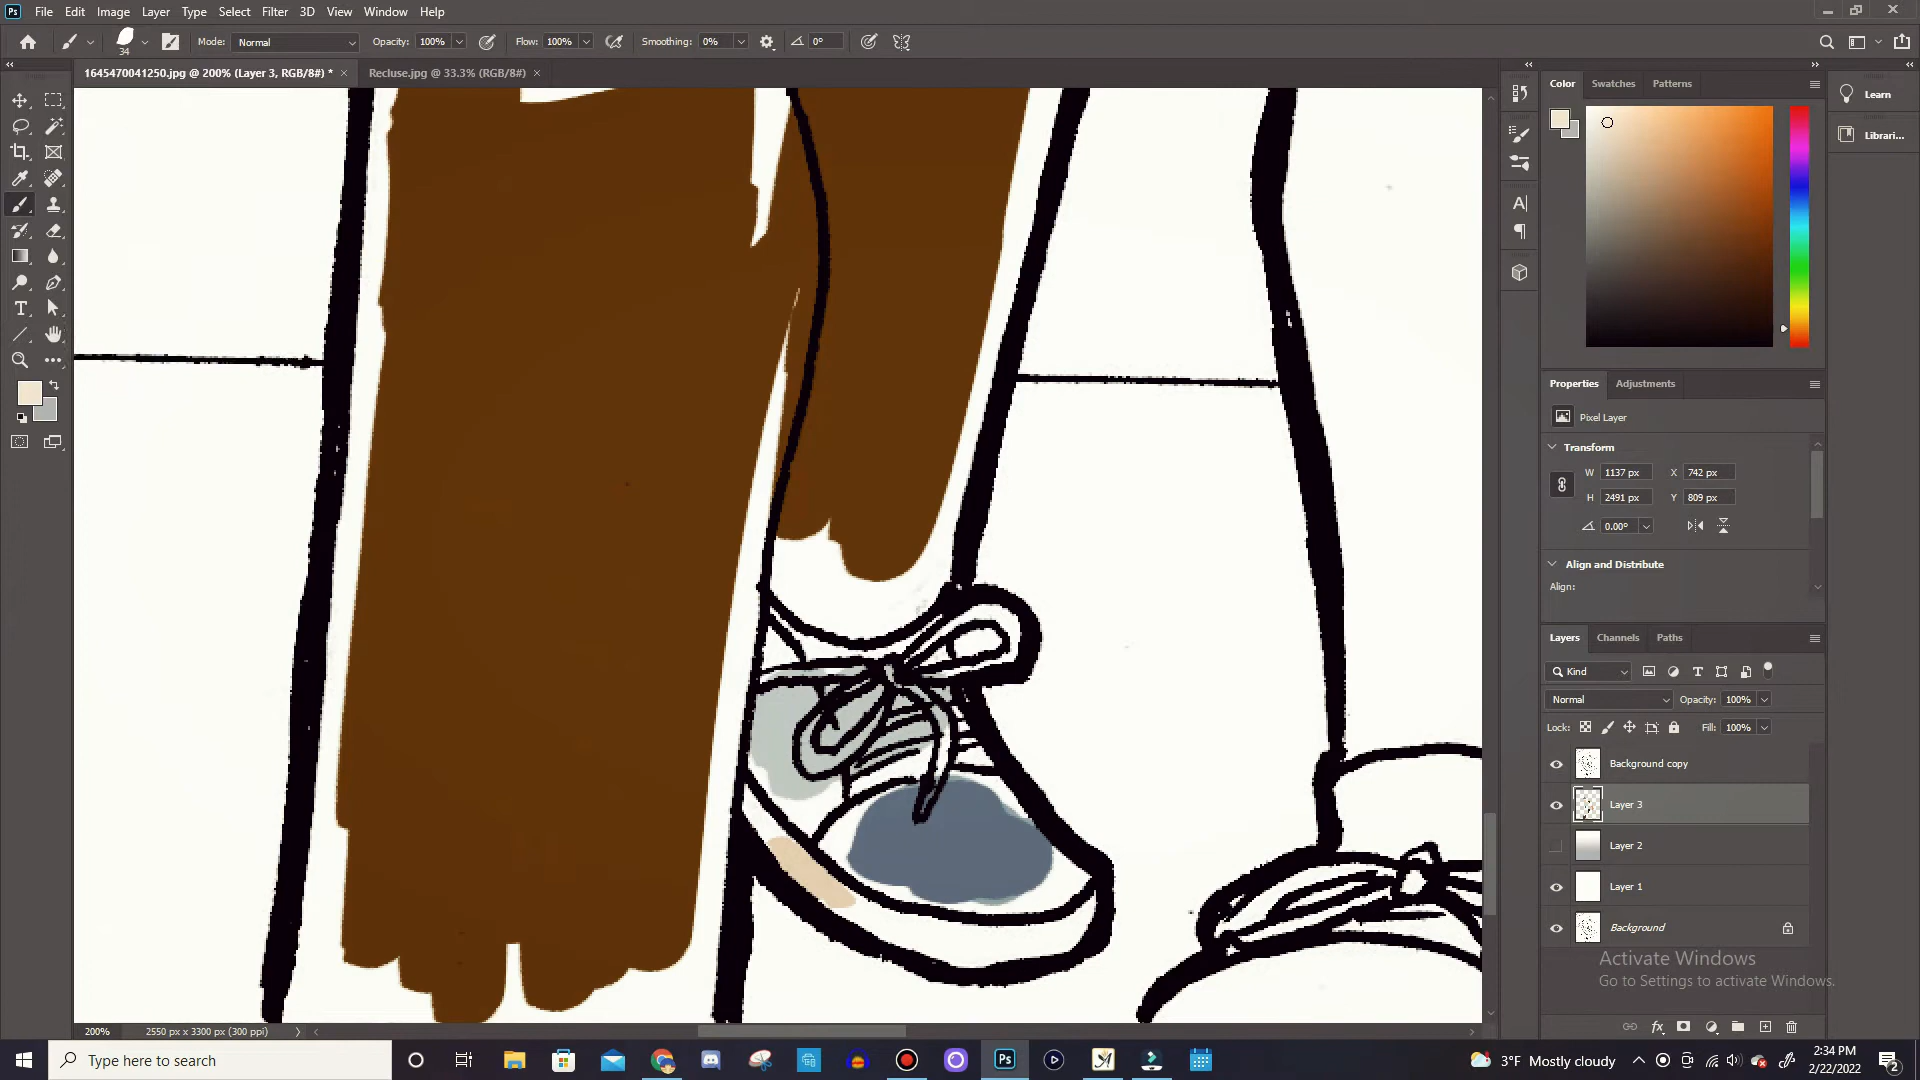 File Edit Image Layer Type Select Filter 3D View Window Help
34 Mode: Normal Opacity: 100% Flow: 100% Smoothing: 0% 0°
1645470041250.jpg @ 200% (Layer 3, RGB/8#) * Recluse.jpg @ 33.3% (RGB/8#)
Color Swatches Patterns
Learn
Librari...
Properties Adjustments
Pixel Layer
Transform
W 1137 px X 742 px
H 2491 px Y 809 px
0.00°
Align and Distribute
Align:
Layers Channels Paths
Kind
Normal Opacity: 100%
Lock: Fill: 100%
Background copy
Layer 3
Layer 2
Layer 1
Background
Activate Windows
Go to Settings to activate Windows.
200% 2550 px x 3300 px (300 ppi)
Type here to search
3°F Mostly cloudy
2:34 PM
2/22/2022
2